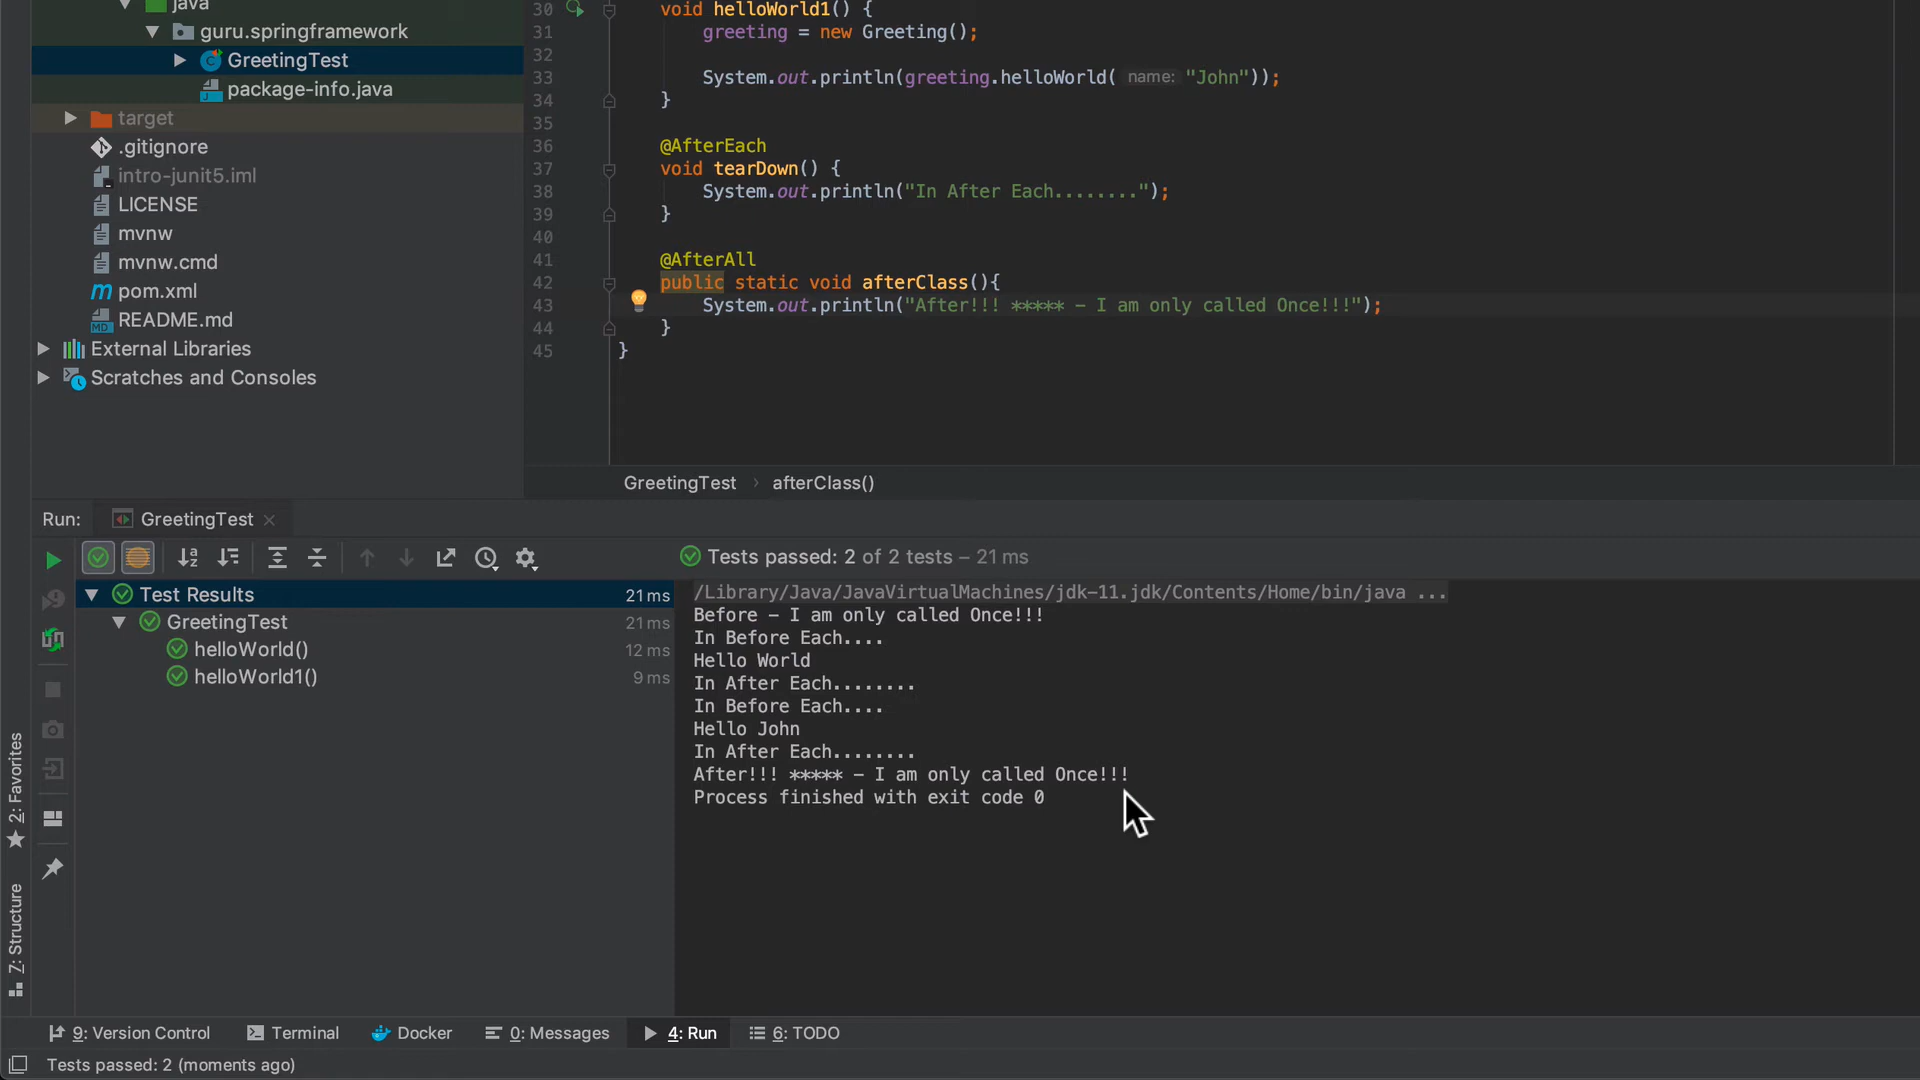 java
guru.springframework
GreetingTest
package-info.java
target
.gitignore
intro-junit5.iml
LICENSE
mvnw
mvnw.cmd
pom.xml
README.md
External Libraries
Scratches and Consoles
30 void helloWorld1() {
31 greeting = new Greeting();
32
33 System.out.println(greeting.helloWorld( name: "John"));
34 }
35
36 @AfterEach
37 void tearDown() {
38 System.out.println("In After Each........");
39 }
40
41 @AfterAll
42 public static void afterClass(){
43 System.out.println("After!!! ***** - I am only called Once!!!");
44 }
45 }
GreetingTest › afterClass()
Run: GreetingTest ×
Tests passed: 2 of 2 tests – 21 ms
Test Results 21 ms
GreetingTest 21 ms
helloWorld() 12 ms
helloWorld1() 9 ms
/Library/Java/JavaVirtualMachines/jdk-11.jdk/Contents/Home/bin/java ...
Before - I am only called Once!!!
In Before Each....
Hello World
In After Each........
In Before Each....
Hello John
In After Each........
After!!! ***** - I am only called Once!!!
Process finished with exit code 0
2: Favorites
7: Structure
9: Version Control Terminal Docker 0: Messages 4: Run 6: TODO
Tests passed: 2 (moments ago)